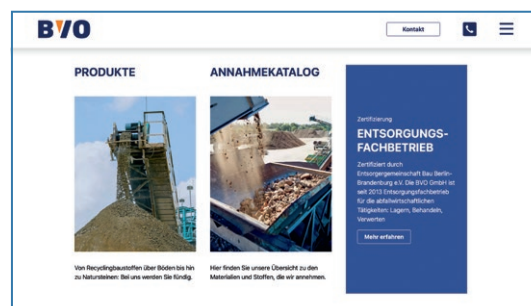 BVO
Kontakt
PRODUKTE
Von Recyclingbaustoffen über Böden bis hin
zu Natursteinen: Bei uns werden Sie fündig.
ANNAHMEKATALOG
Hier finden Sie unsere Übersicht zu den
Materialien und Stoffen, die wir annehmen.
Zertifizierung
ENTSORGUNGS-
FACHBETRIEB
Zertifiziert durch
Entsorgergemeinschaft Bau Berlin-
Brandenburg e.V. Die BVO GmbH ist
seit 2013 Entsorgungsfachbetrieb
für die abfallwirtschaftlichen
Tätigkeiten: Lagern, Behandeln,
Verwerten
Mehr erfahren